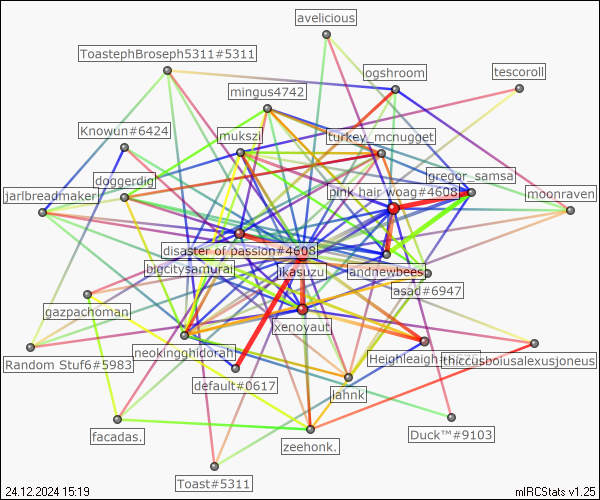 avelicious
ToastephBroseph5311#5311
ogshroom
tescoroll
mingus4742
Knowun#6424
mukszi
turkey_mcnugget
doggerdig
gregor_samsa
jarlbreadmaker
pink hair woag#4608
moonraven
disaster of passion#4608
bigcitysamurai
ikasuzu
andrewbees
asad#6947
gazpachoman
xenoyaut
neokingghidorah
Random Stuf6#5983
Heighleaigh
thiccusboiusalexusjoneus
default#0617
lahnk
facadas.
zeehonk.
Duck™#9103
Toast#5311
24.12.2024 15:19
mIRCStats v1.25